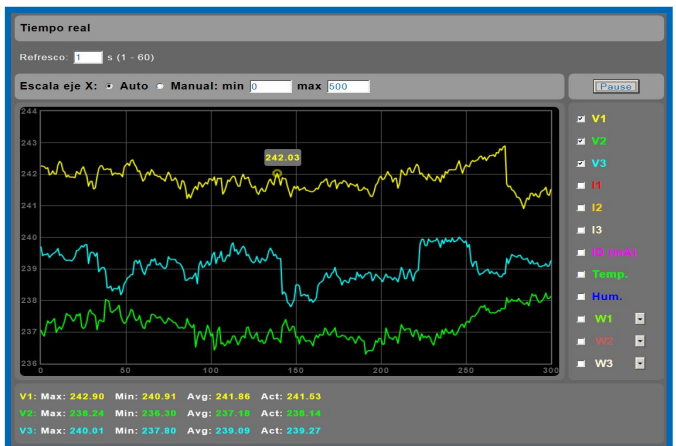 Tiempo real
Refresco: 1 s (1 - 60)
Escala eje X: Auto Manual: min 0 max 500
Pause
244
243
242
241
240
239
238
237
236
0 50 100 150 200 250 300
242.03
V1
V2
V3
I1
I2
I3
Temp.
Hum.
W1
W2
W3
V1: Max: 242.90 Min: 240.91 Avg: 241.86 Act: 241.53
V2: Max: 238.24 Min: 236.30 Avg: 237.18 Act: 238.14
V3: Max: 240.01 Min: 237.80 Avg: 239.09 Act: 239.27